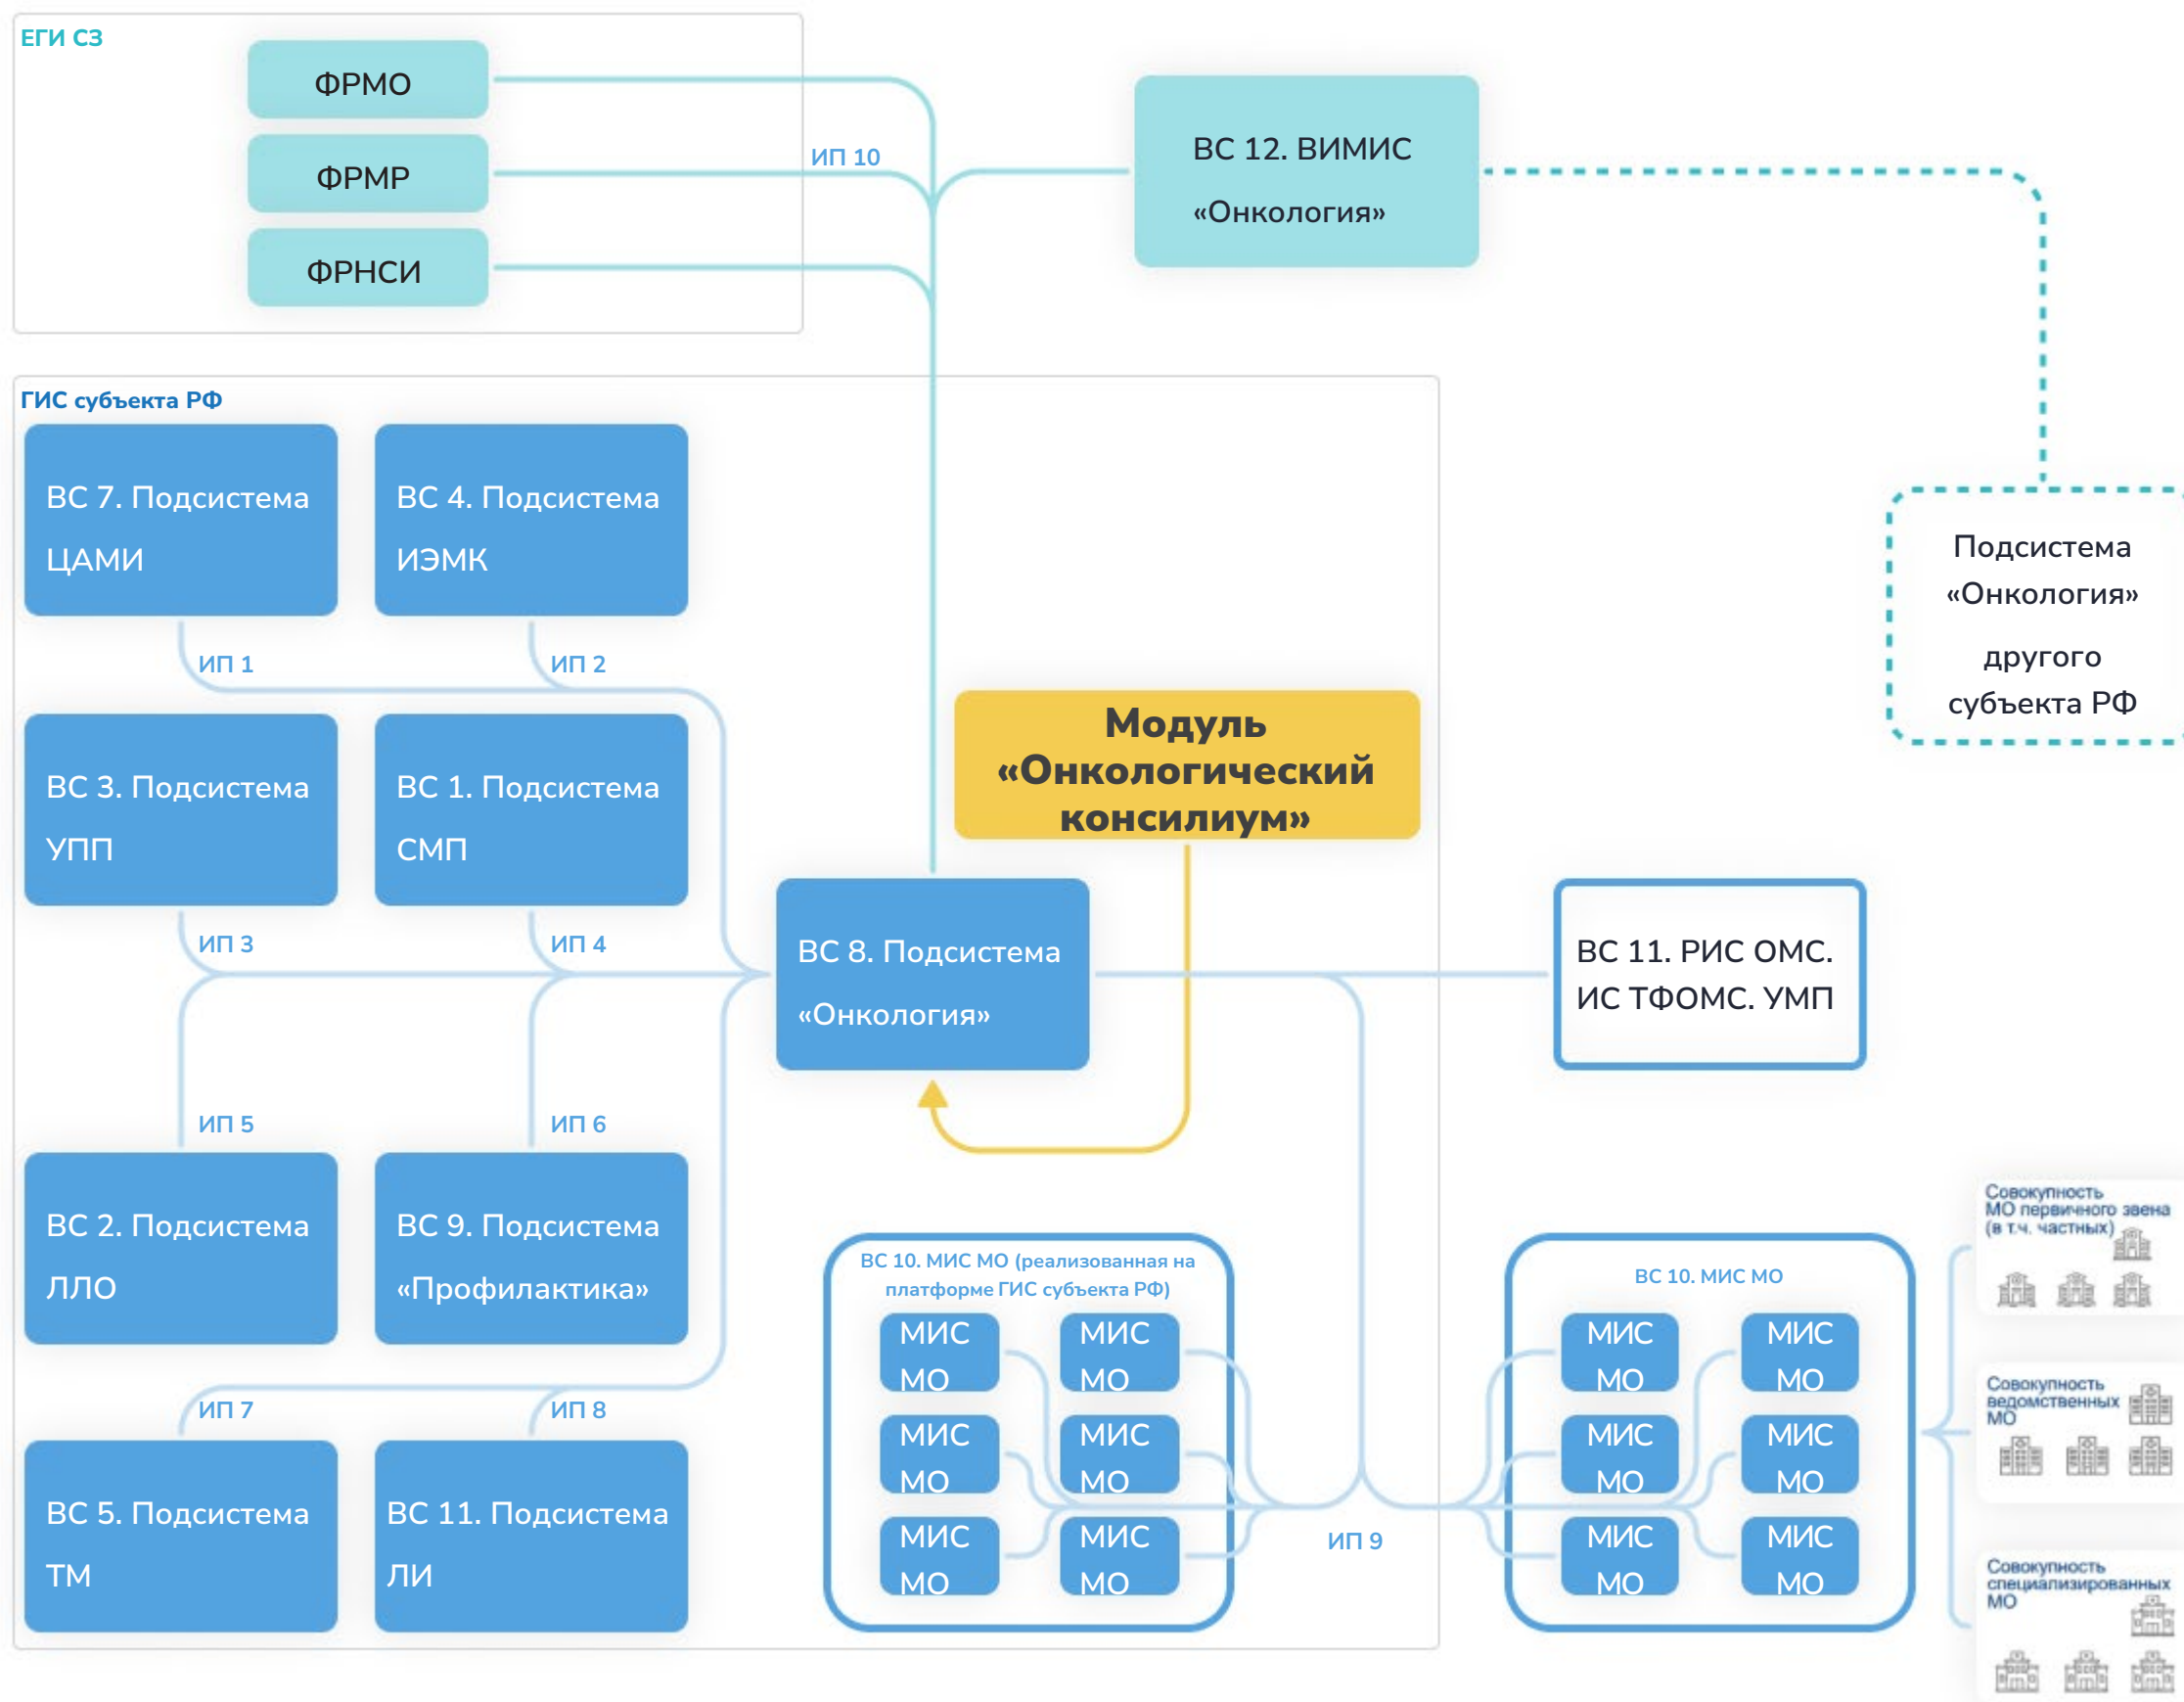 ЕГИ СЗ
ФРМО
ФРМР
ФРНСИ
ИП 10
ВС 12. ВИМИС
«Онкология»
Подсистема
«Онкология»
другого
субъекта РФ
ГИС субъекта РФ
ВС 7. Подсистема
ЦАМИ
ВС 4. Подсистема
ИЭМК
ИП 1
ИП 2
ВС 3. Подсистема
УПП
ВС 1. Подсистема
СМП
ИП 3
ИП 4
Модуль
«Онкологический
консилиум»
ВС 8. Подсистема
«Онкология»
ВС 11. РИС ОМС.
ИС ТФОМС. УМП
ИП 5
ИП 6
ВС 2. Подсистема
ЛЛО
ВС 9. Подсистема
«Профилактика»
ИП 7
ИП 8
ВС 5. Подсистема
ТМ
ВС 11. Подсистема
ЛИ
ВС 10. МИС МО (реализованная на
платформе ГИС субъекта РФ)
МИС
МО
МИС
МО
МИС
МО
МИС
МО
МИС
МО
МИС
МО
ИП 9
ВС 10. МИС МО
МИС
МО
МИС
МО
МИС
МО
МИС
МО
МИС
МО
МИС
МО
Совокупность
МО первичного звена
(в т.ч. частных)
Совокупность
ведомственных
МО
Совокупность
специализированных
МО